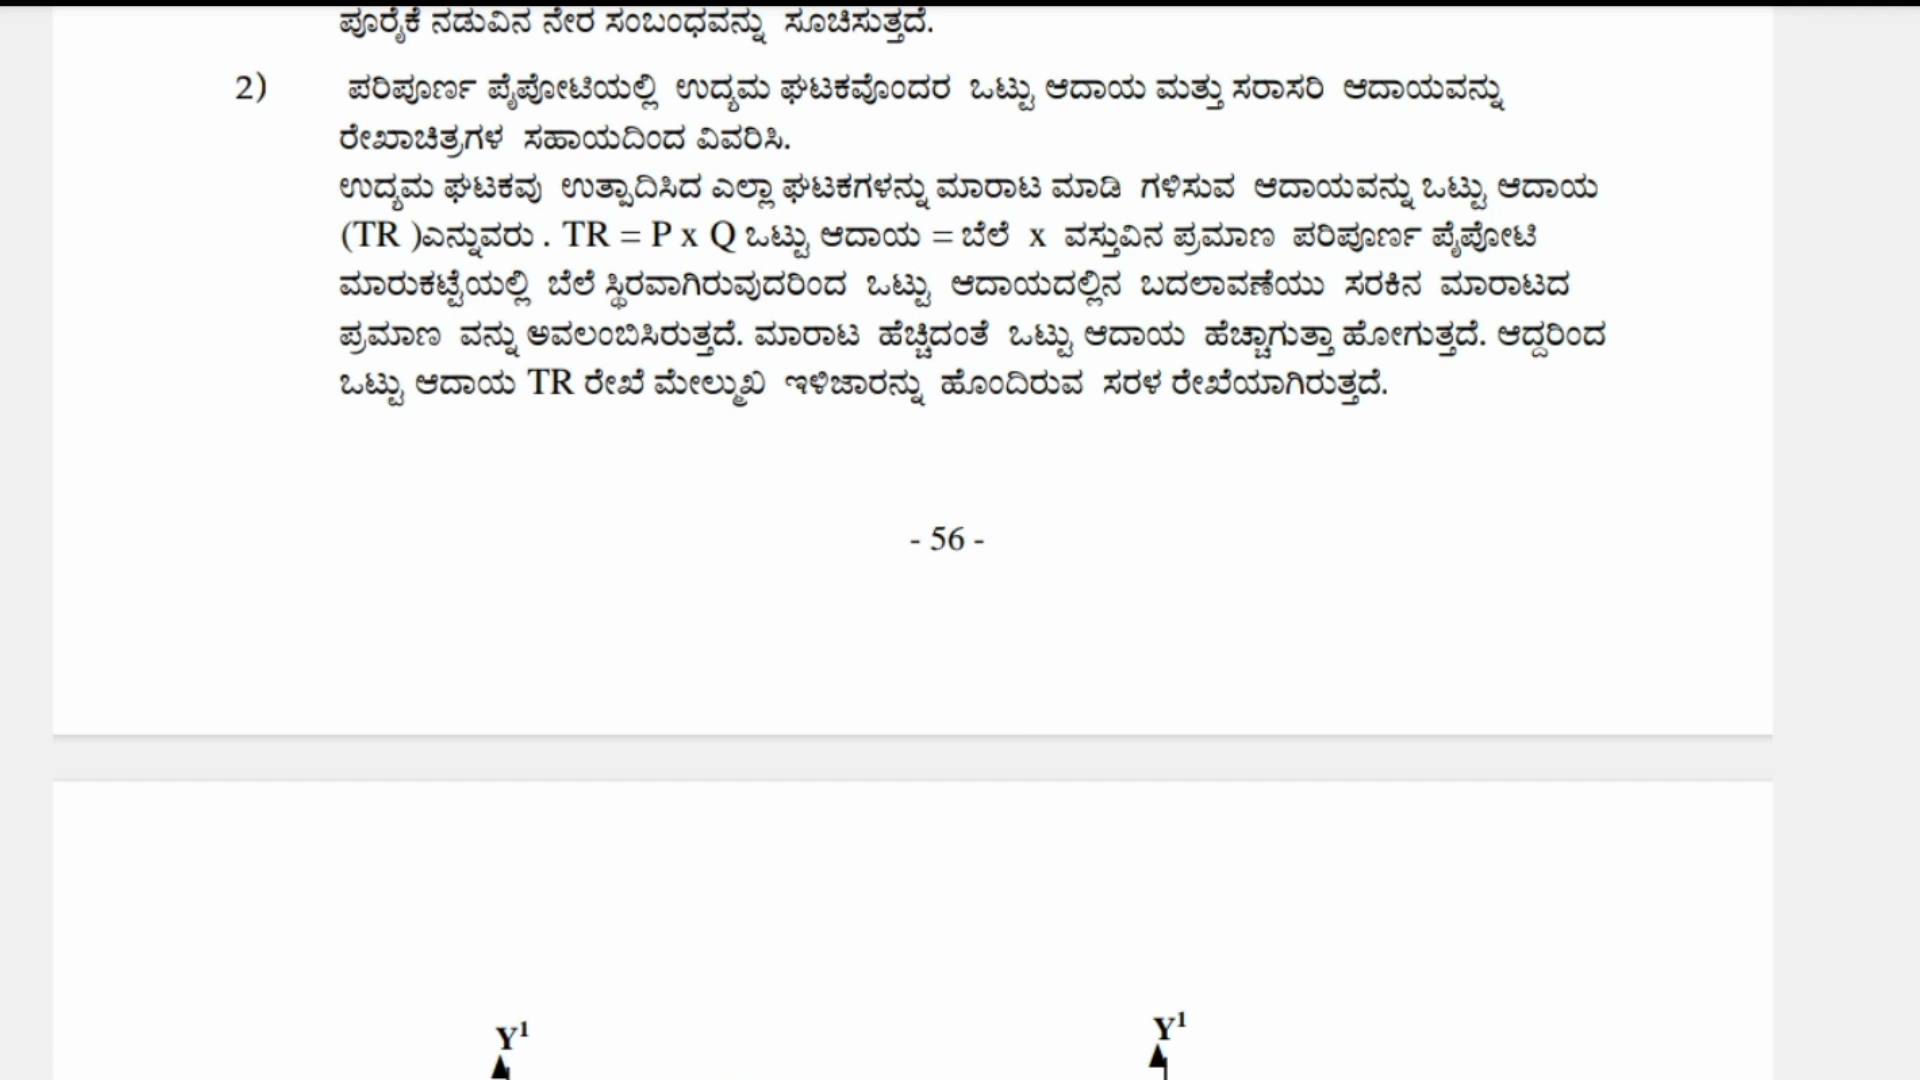 ಪೂರೈಕೆ ನಡುವಿನ ನೇರ ಸಂಬಂಧವನ್ನು ಸೂಚಿಸುತ್ತದೆ.
2) ಪರಿಪೂರ್ಣ ಪೈಪೋಟಿಯಲ್ಲಿ ಉದ್ಯಮ ಘಟಕವೊಂದರ ಒಟ್ಟು ಆದಾಯ ಮತ್ತು ಸರಾಸರಿ ಆದಾಯವನ್ನು
ರೇಖಾಚಿತ್ರಗಳ ಸಹಾಯದಿಂದ ವಿವರಿಸಿ.
ಉದ್ಯಮ ಘಟಕವು ಉತ್ಪಾದಿಸಿದ ಎಲ್ಲಾ ಘಟಕಗಳನ್ನು ಮಾರಾಟ ಮಾಡಿ ಗಳಿಸುವ ಆದಾಯವನ್ನು ಒಟ್ಟು ಆದಾಯ
(TR )ಎನ್ನುವರು . TR = P x Q ಒಟ್ಟು ಆದಾಯ = ಬೆಲೆ x ವಸ್ತುವಿನ ಪ್ರಮಾಣ ಪರಿಪೂರ್ಣ ಪೈಪೋಟಿ
ಮಾರುಕಟ್ಟೆಯಲ್ಲಿ ಬೆಲೆ ಸ್ಥಿರವಾಗಿರುವುದರಿಂದ ಒಟ್ಟು ಆದಾಯದಲ್ಲಿನ ಬದಲಾವಣೆಯು ಸರಕಿನ ಮಾರಾಟದ
ಪ್ರಮಾಣ ವನ್ನು ಅವಲಂಬಿಸಿರುತ್ತದೆ. ಮಾರಾಟ ಹೆಚ್ಚಿದಂತೆ ಒಟ್ಟು ಆದಾಯ ಹೆಚ್ಚಾಗುತ್ತಾ ಹೋಗುತ್ತದೆ. ಆದ್ದರಿಂದ
ಒಟ್ಟು ಆದಾಯ TR ರೇಖೆ ಮೇಲ್ಮುಖ ಇಳಿಜಾರನ್ನು ಹೊಂದಿರುವ ಸರಳ ರೇಖೆಯಾಗಿರುತ್ತದೆ.
- 56 -
Y¹ Y¹